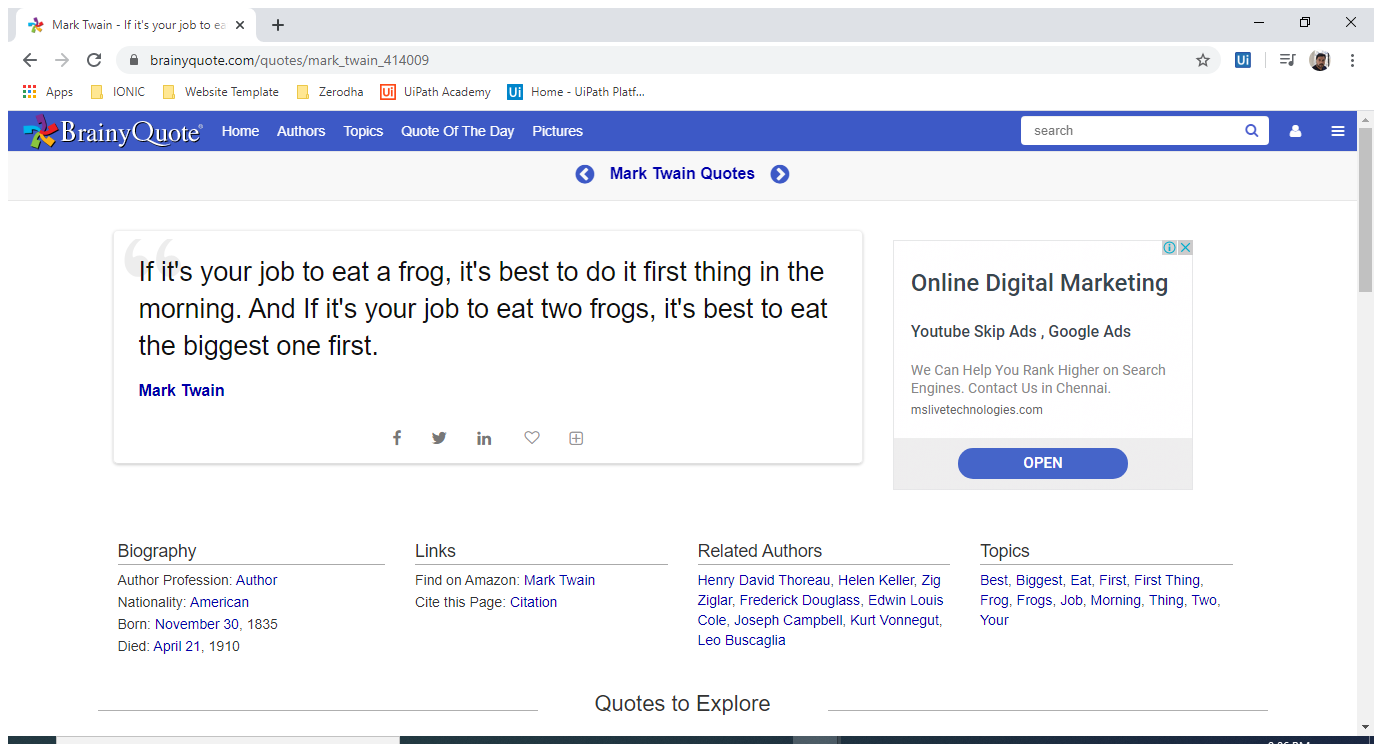 Mark Twain - If it's your job to ea
brainyquote.com/quotes/mark_twain_414009
Apps IONIC Website Template Zerodha UiPath Academy Home - UiPath Platf...
BrainyQuote® Home Authors Topics Quote Of The Day Pictures search
Mark Twain Quotes
If it's your job to eat a frog, it's best to do it first thing in the
morning. And If it's your job to eat two frogs, it's best to eat
the biggest one first.
Mark Twain
Online Digital Marketing
Youtube Skip Ads , Google Ads
We Can Help You Rank Higher on Search
Engines. Contact Us in Chennai.
mslivetechnologies.com
OPEN
Biography
Author Profession: Author
Nationality: American
Born: November 30, 1835
Died: April 21, 1910
Links
Find on Amazon: Mark Twain
Cite this Page: Citation
Related Authors
Henry David Thoreau, Helen Keller, Zig
Ziglar, Frederick Douglass, Edwin Louis
Cole, Joseph Campbell, Kurt Vonnegut,
Leo Buscaglia
Topics
Best, Biggest, Eat, First, First Thing,
Frog, Frogs, Job, Morning, Thing, Two,
Your
Quotes to Explore